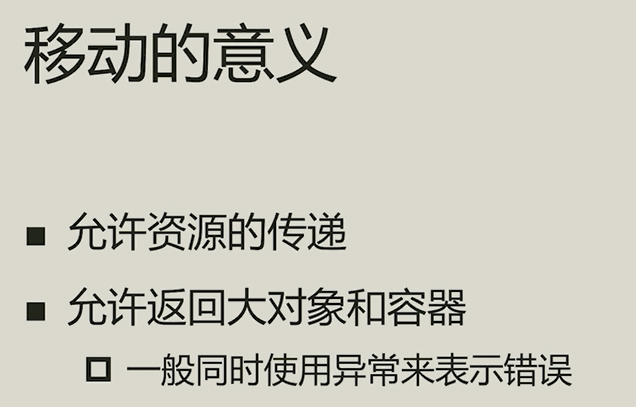 移动的意义
允许资源的传递
允许返回大对象和容器
一般同时使用异常来表示错误